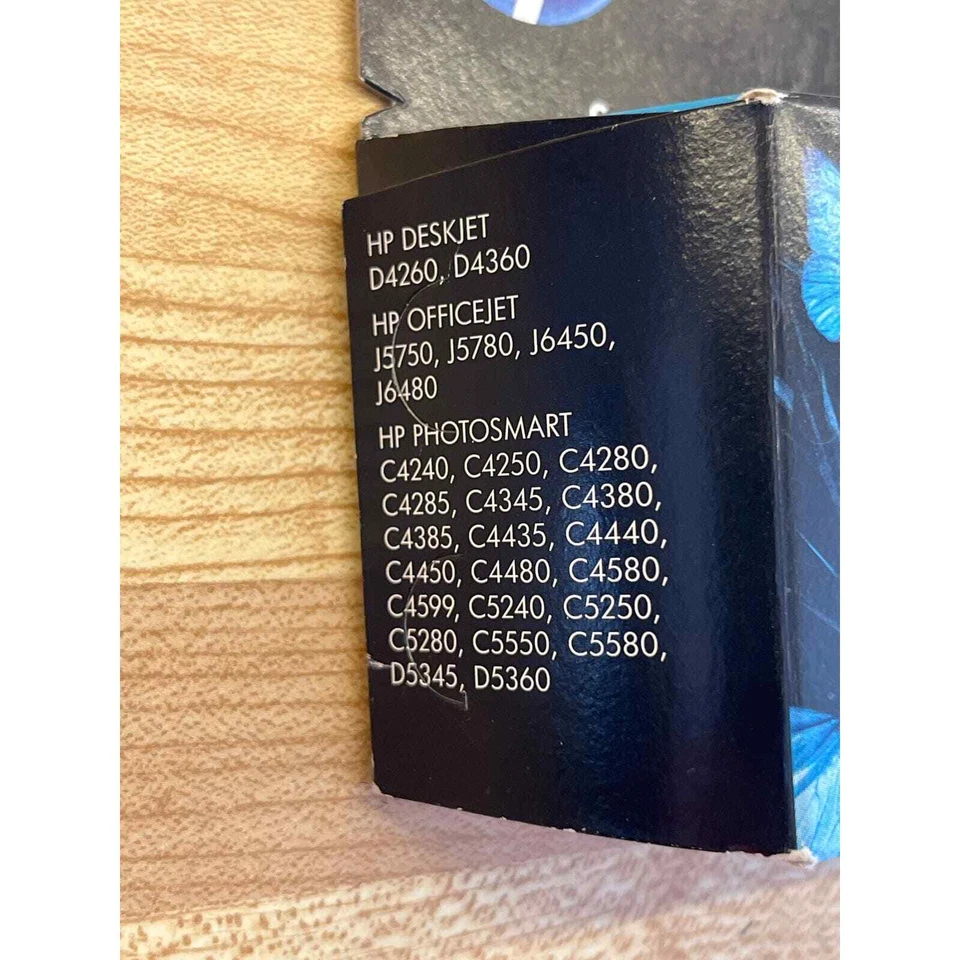 HP DESKJET
D4260, D4360
HP OFFICEJET
J5750, J5780, J6450,
J6480
HP PHOTOSMART
C4240, C4250, C4280,
C4285, C4345, C4380,
C4385, C4435, C4440,
C4450, C4480, C4580,
C4599, C5240, C5250,
C5280, C5550, C5580,
D5345, D5360